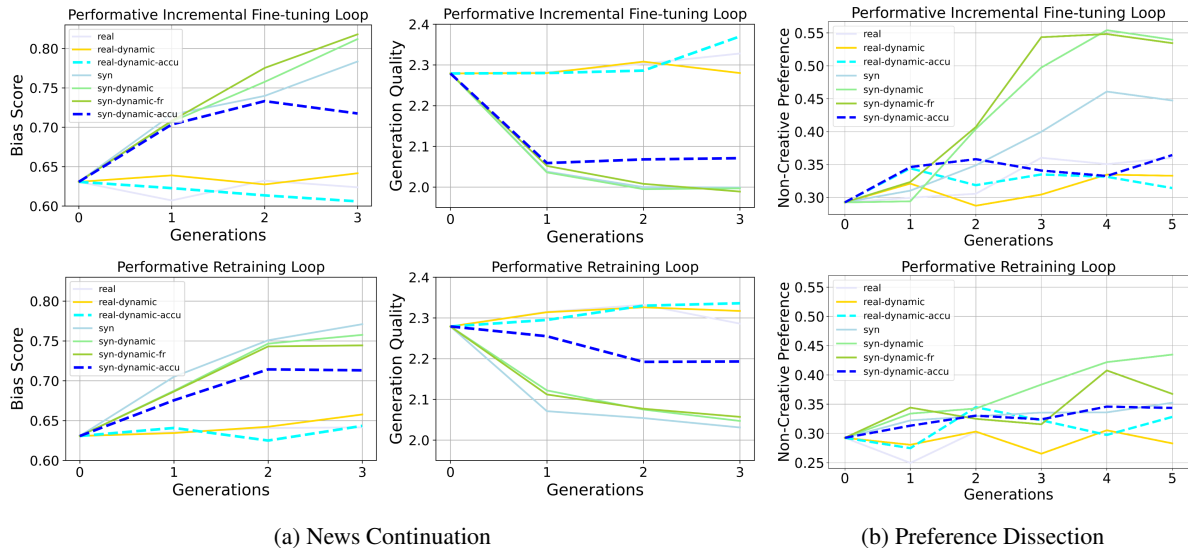 Performative Incremental Fine-tuning Loop
Bias Score
0.80
0.75
0.70
0.65
0.60
real
real-dynamic
real-dynamic-accu
syn
syn-dynamic
syn-dynamic-fr
syn-dynamic-accu
0 1 2 3
Generations
Performative Incremental Fine-tuning Loop
Generation Quality
2.4
2.3
2.2
2.1
2.0
0 1 2 3
Generations
Performative Incremental Fine-tuning Loop
Non-Creative Preference
0.55
0.50
0.45
0.40
0.35
0.30
real
real-dynamic
real-dynamic-accu
syn
syn-dynamic
syn-dynamic-fr
syn-dynamic-accu
0 1 2 3 4 5
Generations
Performative Retraining Loop
Bias Score
0.80
0.75
0.70
0.65
0.60
real
real-dynamic
real-dynamic-accu
syn
syn-dynamic
syn-dynamic-fr
syn-dynamic-accu
0 1 2 3
Generations
Performative Retraining Loop
Generation Quality
2.4
2.3
2.2
2.1
2.0
0 1 2 3
Generations
Performative Retraining Loop
Non-Creative Preference
0.55
0.50
0.45
0.40
0.35
0.30
0.25
real
real-dynamic
real-dynamic-accu
syn
syn-dynamic
syn-dynamic-fr
syn-dynamic-accu
0 1 2 3 4 5
Generations
(a) News Continuation
(b) Preference Dissection